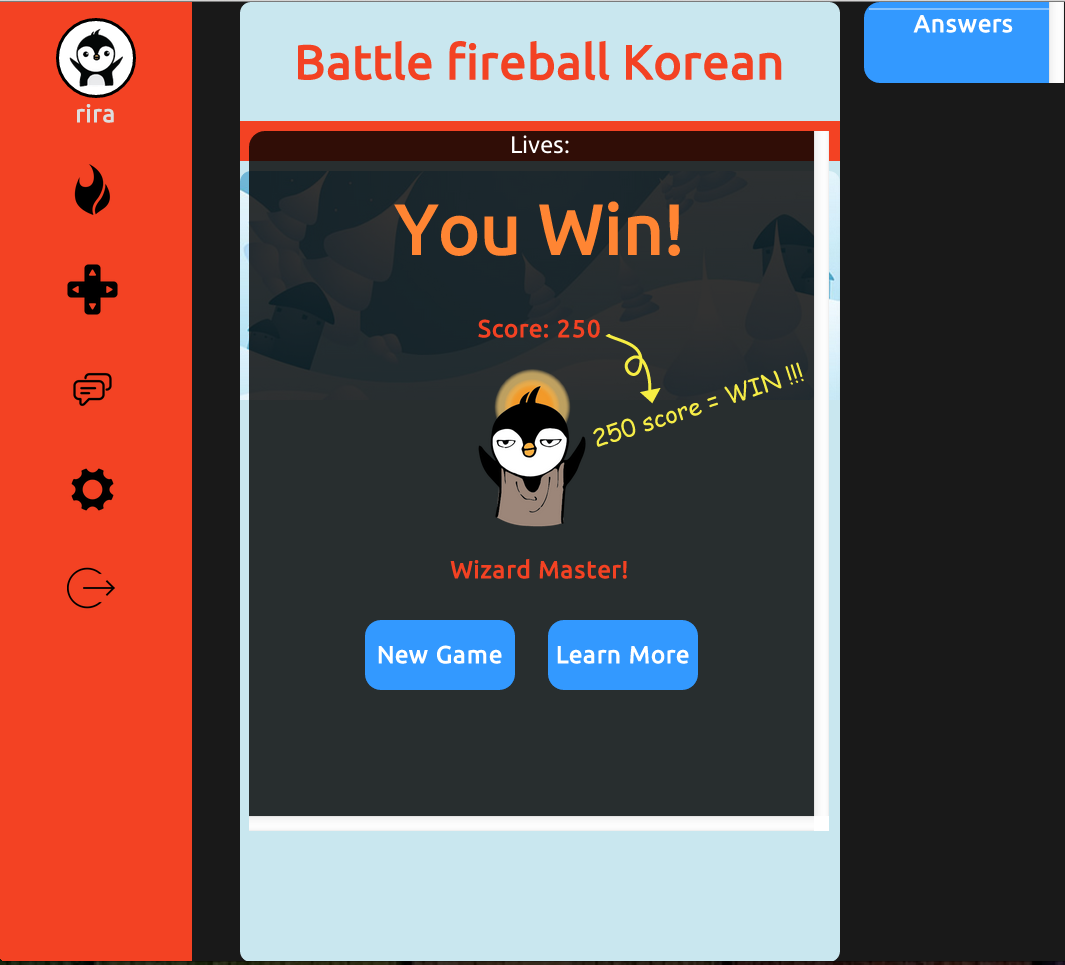 rira
Battle fireball Korean
Answers
Lives:
You Win!
Score: 250
250 score = WIN !!!
Wizard Master!
New Game
Learn More